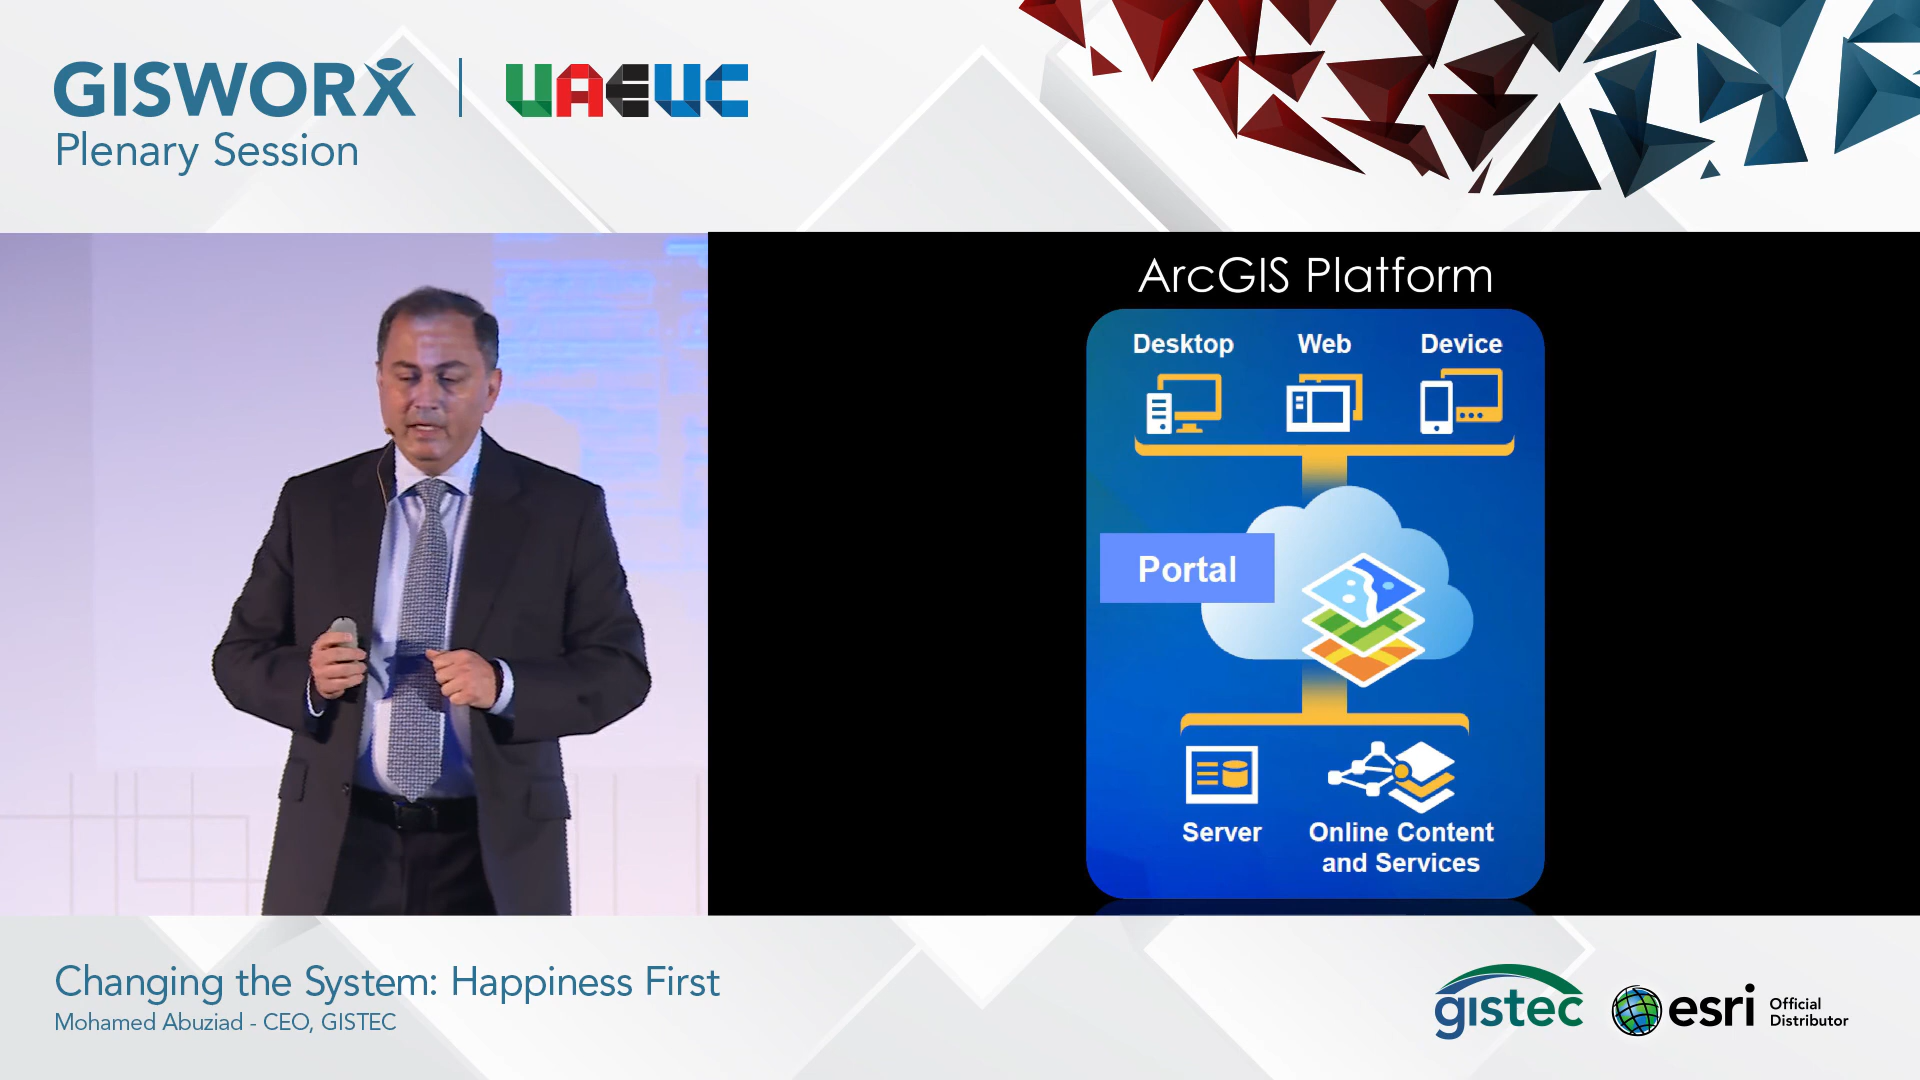 GISWORX
UAEUC
Plenary Session
ArcGIS Platform
Desktop
Web
Device
Portal
Server
Online Content
and Services
Changing the System: Happiness First
Mohamed Abuziad - CEO, GISTEC
gistec
esri
Official
Distributor